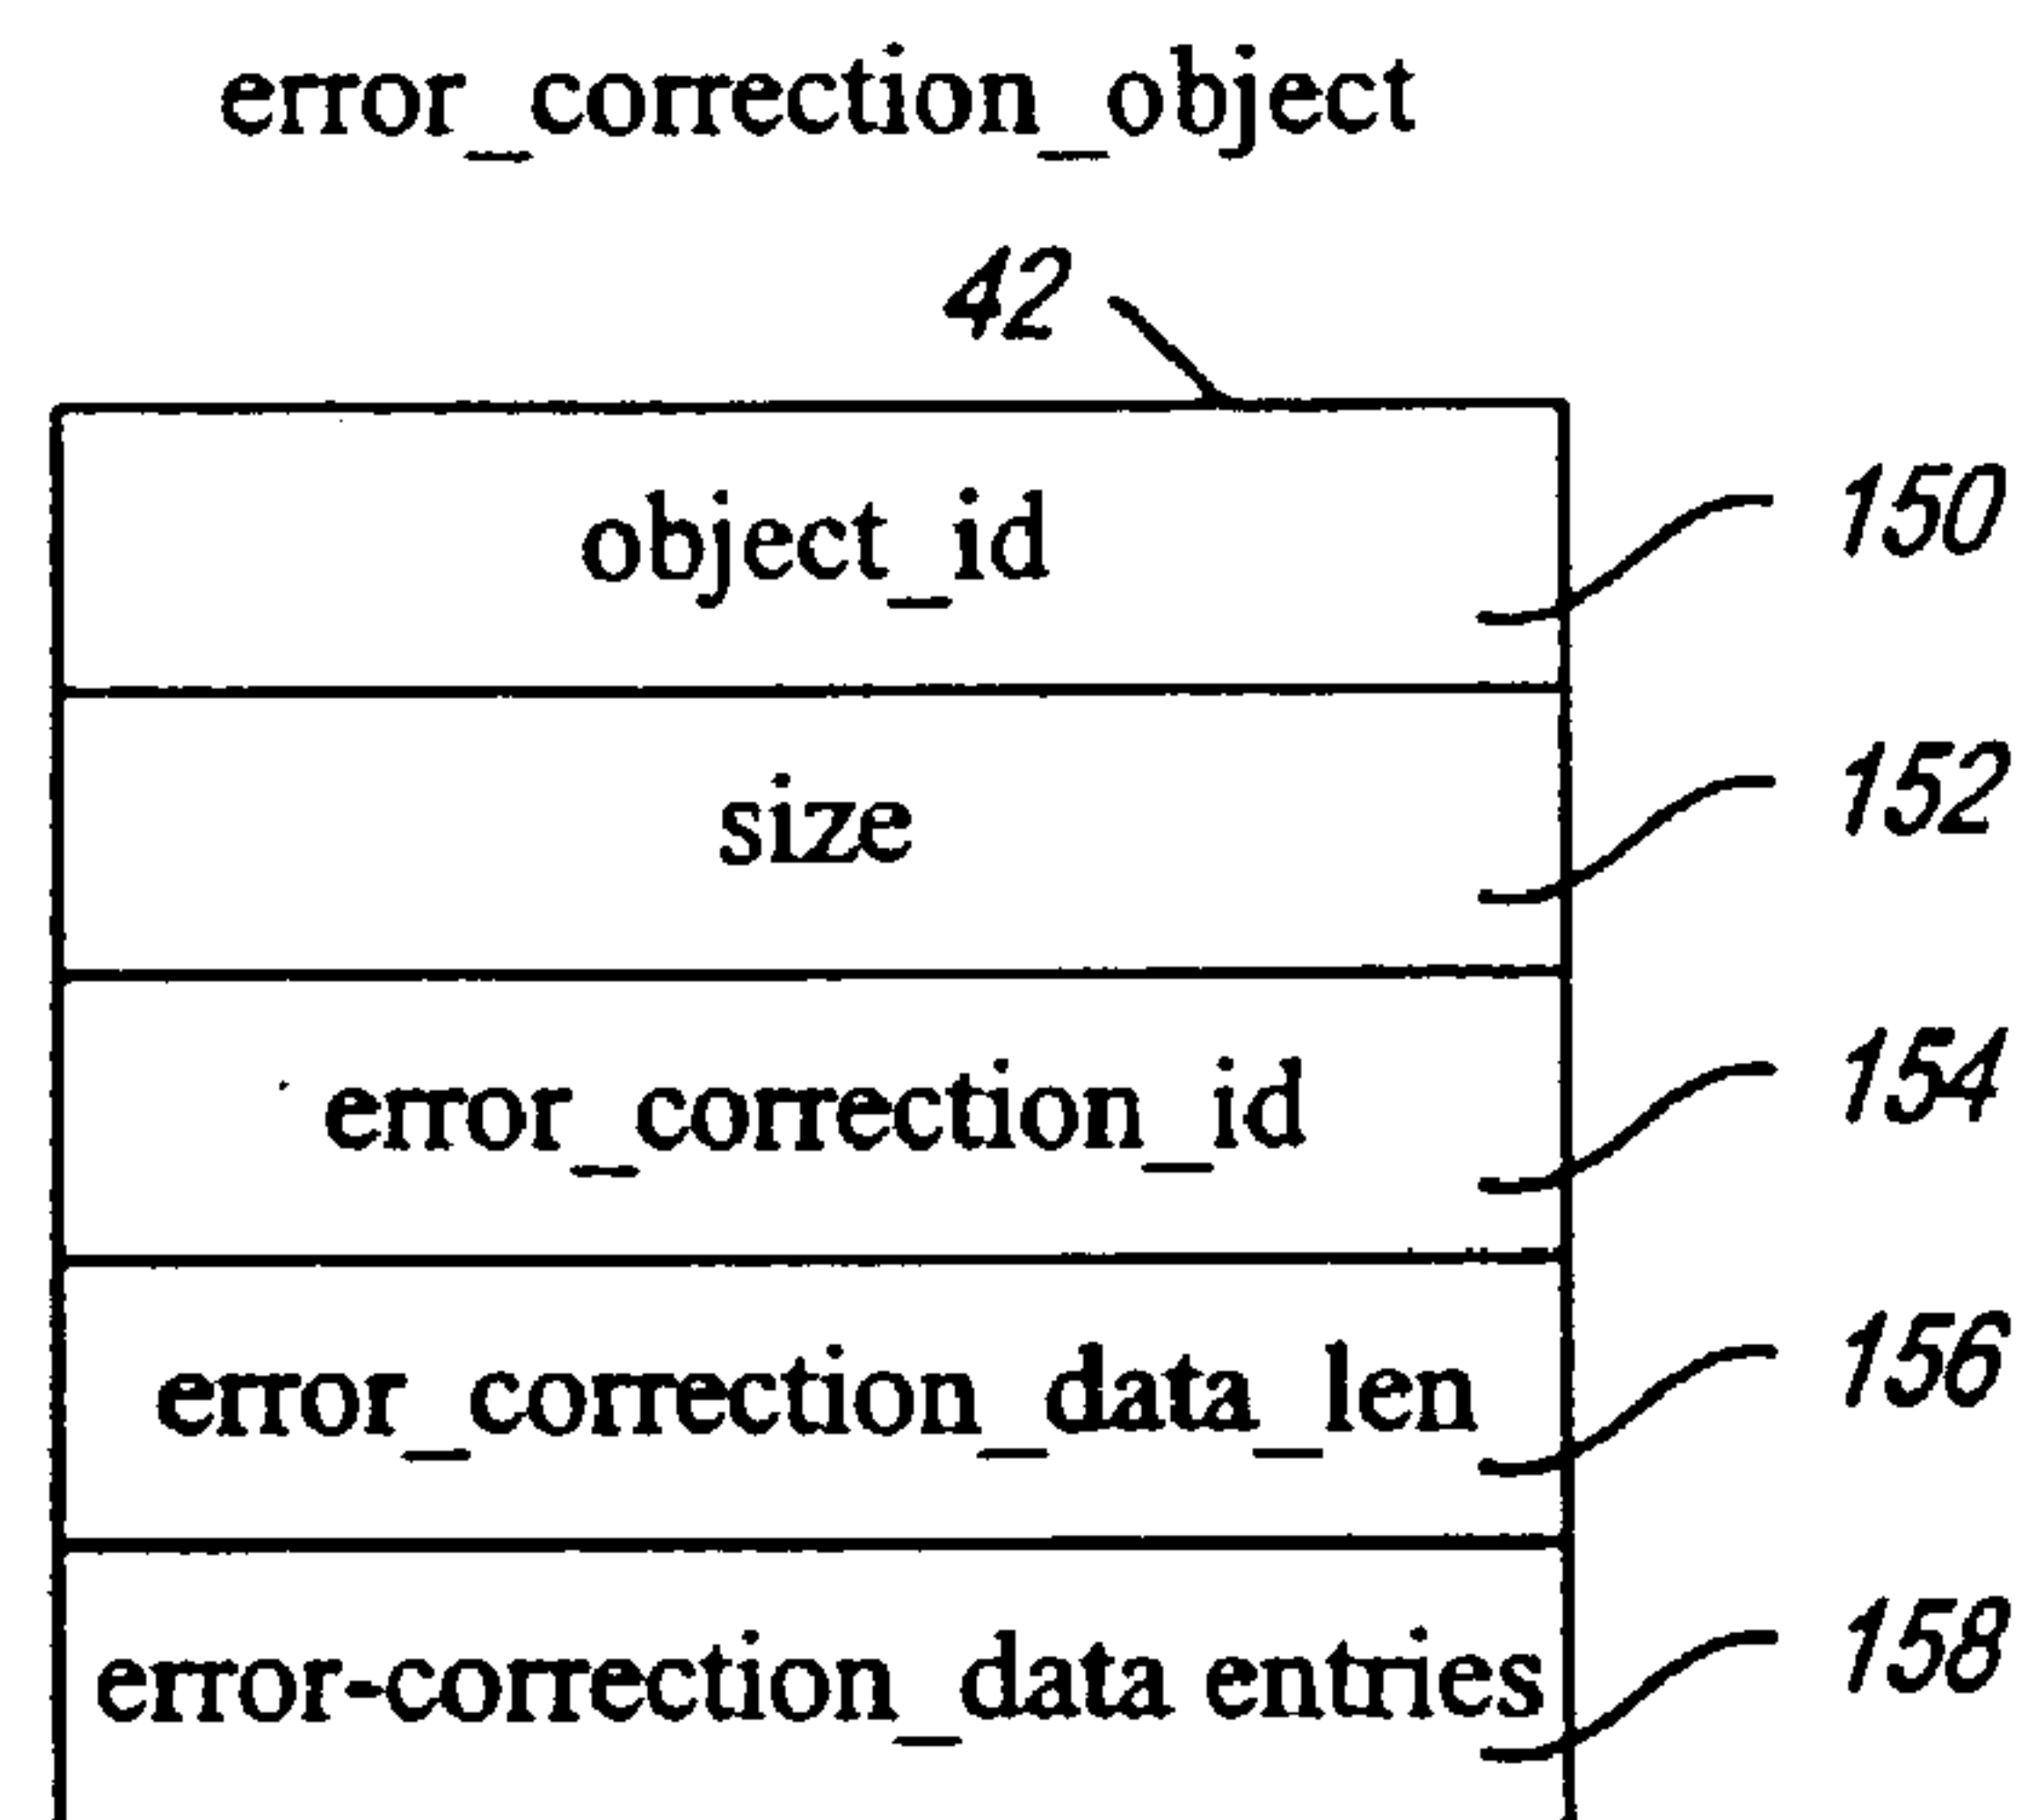 error_correction_object
42
object_id
150
size
152
error_correction_id
154
error_correction_data_len
156
error-correction_data entries
158